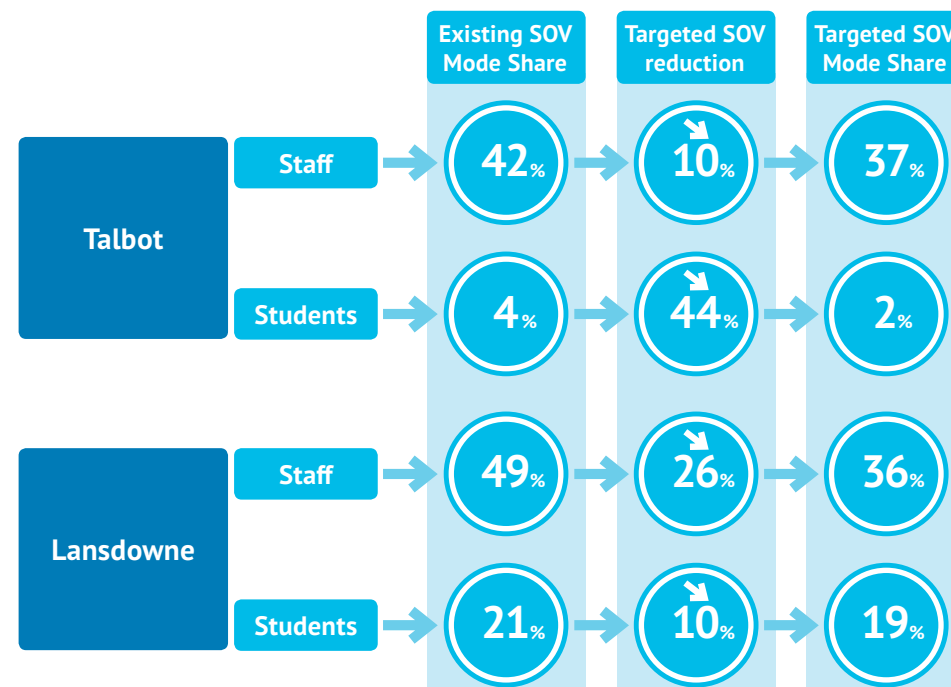 Existing SOV
Mode Share
Targeted SOV
reduction
Targeted SOV
Mode Share
Talbot
Staff
42%
10%
37%
Students
4%
44%
2%
Lansdowne
Staff
49%
26%
36%
Students
21%
10%
19%